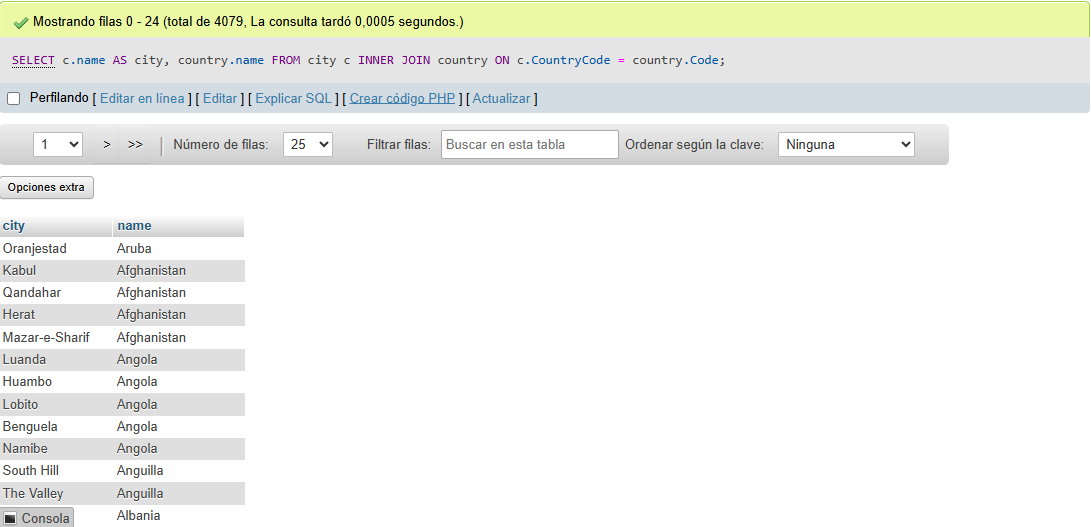 Mostrando filas 0 - 24 (total de 4079, La consulta tardó 0,0005 segundos.)
SELECT c.name AS city, country.name FROM city c INNER JOIN country ON c.CountryCode = country.Code;
Perfilando [ Editar en línea ] [ Editar ] [ Explicar SQL ] [ Crear código PHP ] [ Actualizar ]
1 > >> | Número de filas: 25 Filtrar filas: Buscar en esta tabla Ordenar según la clave: Ninguna
Opciones extra
city name
Oranjestad Aruba
Kabul Afghanistan
Qandahar Afghanistan
Herat Afghanistan
Mazar-e-Sharif Afghanistan
Luanda Angola
Huambo Angola
Lobito Angola
Benguela Angola
Namibe Angola
South Hill Anguilla
The Valley Anguilla
Consola Albania